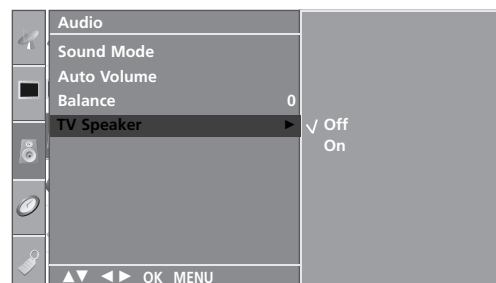 Audio
Sound Mode
Auto Volume
Balance 0
TV Speaker ► √ Off
On
▲▼ ◄► OK MENU